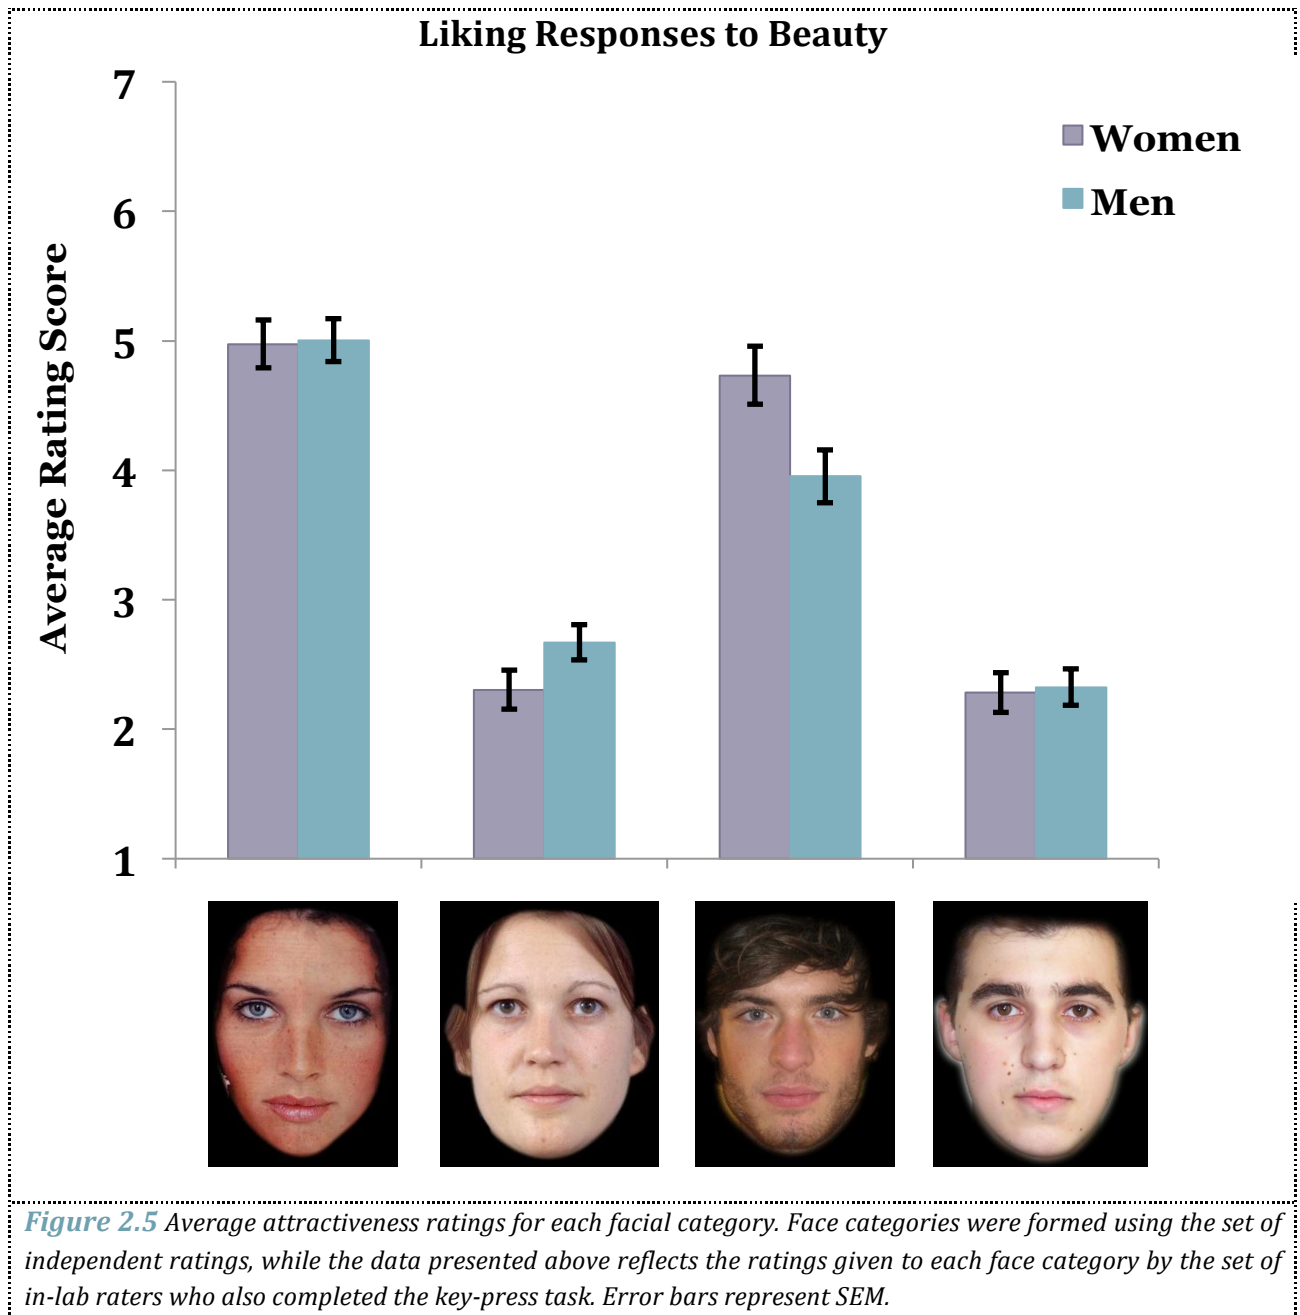 Liking Responses to Beauty
7
Women
6
Men
5
4
3
2
1
Average Rating Score
Figure 2.5 Average attractiveness ratings for each facial category. Face categories were formed using the set of
independent ratings, while the data presented above reflects the ratings given to each face category by the set of
in-lab raters who also completed the key-press task. Error bars represent SEM.